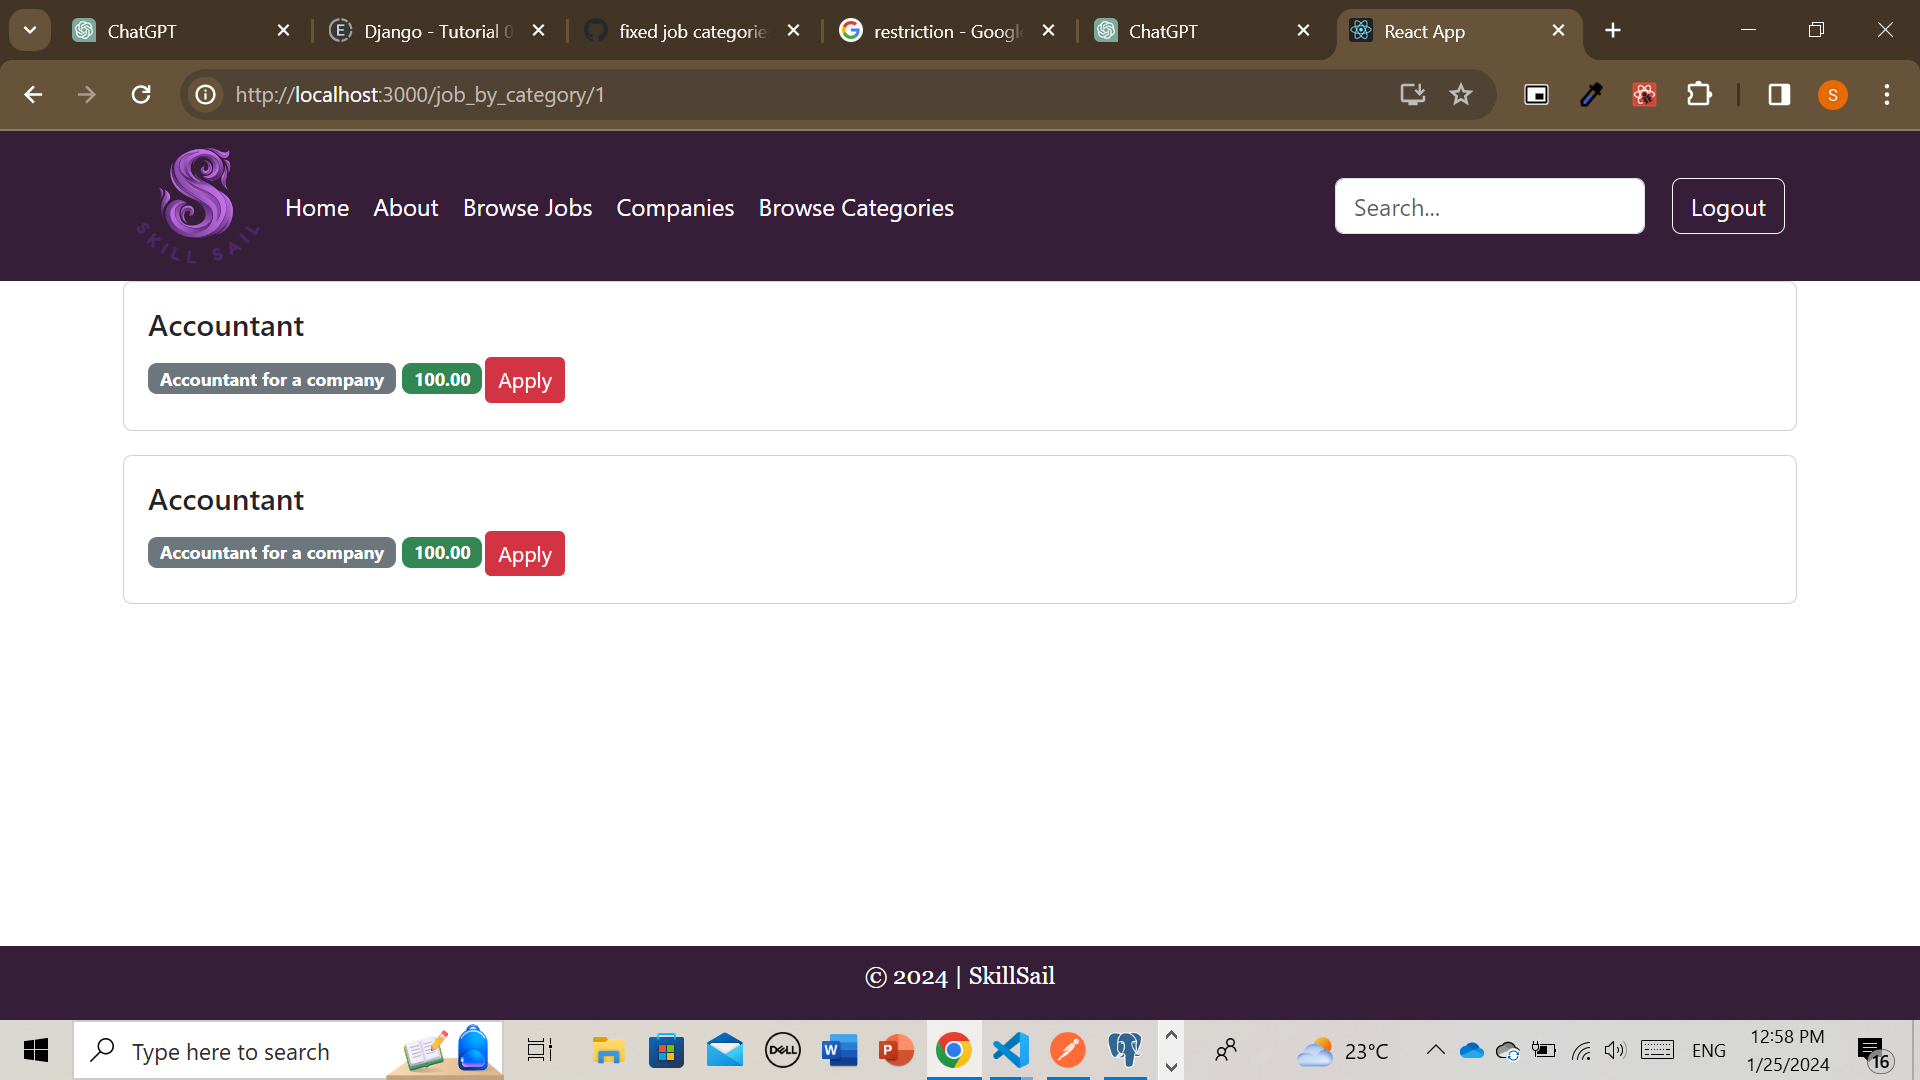 ChatGPT
Django - Tutorial 0
fixed job categorie
restriction - Googl
ChatGPT
React App
http://localhost:3000/job_by_category/1
S
SKILL SAIL
Home
About
Browse Jobs
Companies
Browse Categories
Search...
Logout
Accountant
Accountant for a company
100.00
Apply
Accountant
Accountant for a company
100.00
Apply
© 2024 | SkillSail
Type here to search
DELL
W
P
23°C
ENG
12:58 PM
1/25/2024
16